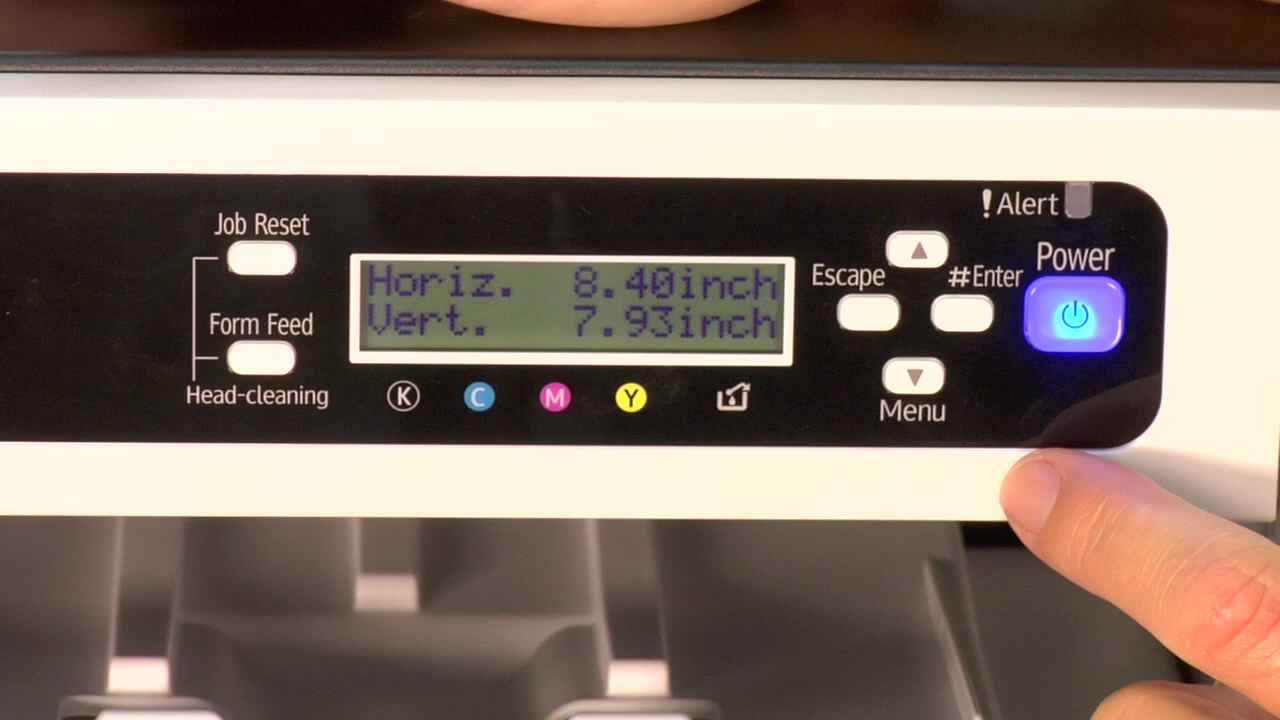 !Alert
Job Reset
Power
Horiz. 8.40inch
Escape
#Enter
Form Feed
Vert. 7.93inch
Head-cleaning
K C M Y
Menu